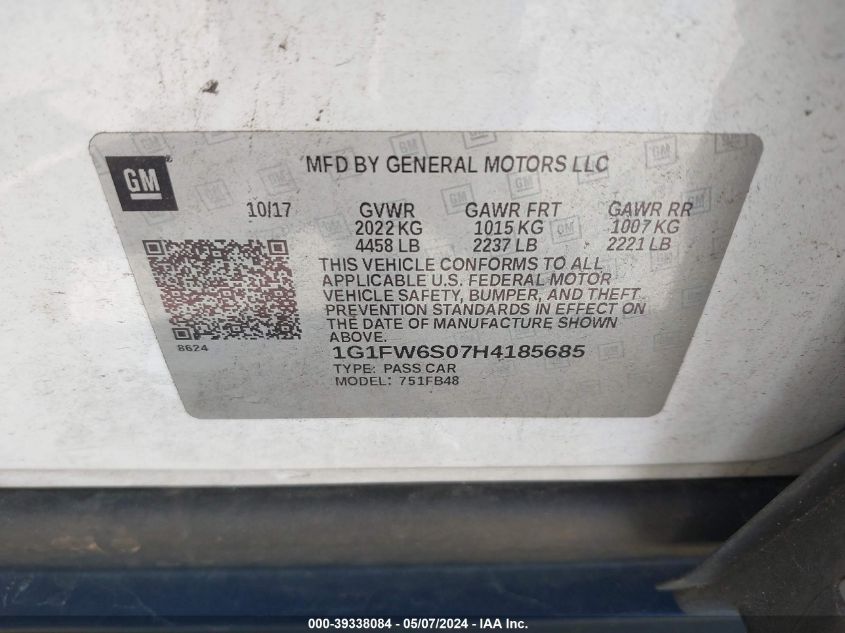 GM
MFD BY GENERAL MOTORS LLC
10/17 GVWR GAWR FRT GAWR RR
2022 KG 1015 KG 1007 KG
4458 LB 2237 LB 2221 LB
THIS VEHICLE CONFORMS TO ALL
APPLICABLE U.S. FEDERAL MOTOR
VEHICLE SAFETY, BUMPER, AND THEFT
PREVENTION STANDARDS IN EFFECT ON
THE DATE OF MANUFACTURE SHOWN
ABOVE.
8624
1G1FW6S07H4185685
TYPE: PASS CAR
MODEL: 751FB48
000-39338084 - 05/07/2024 - IAA Inc.